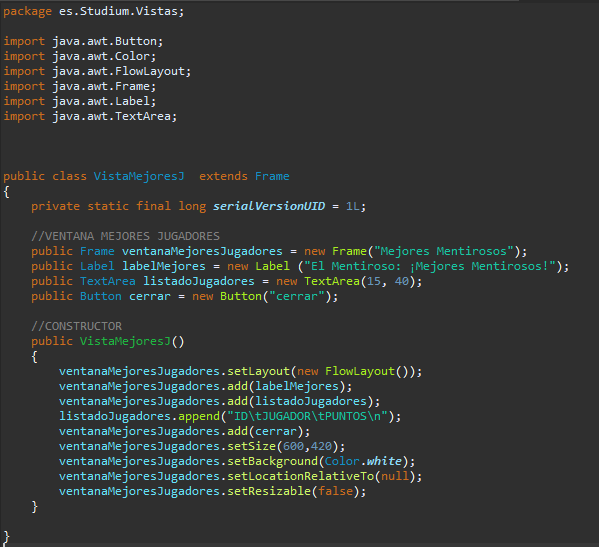 package es.Studium.Vistas;
import java.awt.Button;
import java.awt.Color;
import java.awt.FlowLayout;
import java.awt.Frame;
import java.awt.Label;
import java.awt.TextArea;
public class VistaMejoresJ  extends Frame
{
    private static final long serialVersionUID = 1L;
    //VENTANA MEJORES JUGADORES
    public Frame ventanaMejoresJugadores = new Frame("Mejores Mentirosos");
    public Label labelMejores = new Label ("El Mentiroso: ¡Mejores Mentirosos!");
    public TextArea listadoJugadores = new TextArea(15, 40);
    public Button cerrar = new Button("cerrar");
    //CONSTRUCTOR
    public VistaMejoresJ()
    {
        ventanaMejoresJugadores.setLayout(new FlowLayout());
        ventanaMejoresJugadores.add(labelMejores);
        ventanaMejoresJugadores.add(listadoJugadores);
        listadoJugadores.append("ID\tJUGADOR\tPUNTOS\n");
        ventanaMejoresJugadores.add(cerrar);
        ventanaMejoresJugadores.setSize(600,420);
        ventanaMejoresJugadores.setBackground(Color.white);
        ventanaMejoresJugadores.setLocationRelativeTo(null);
        ventanaMejoresJugadores.setResizable(false);
    }
}